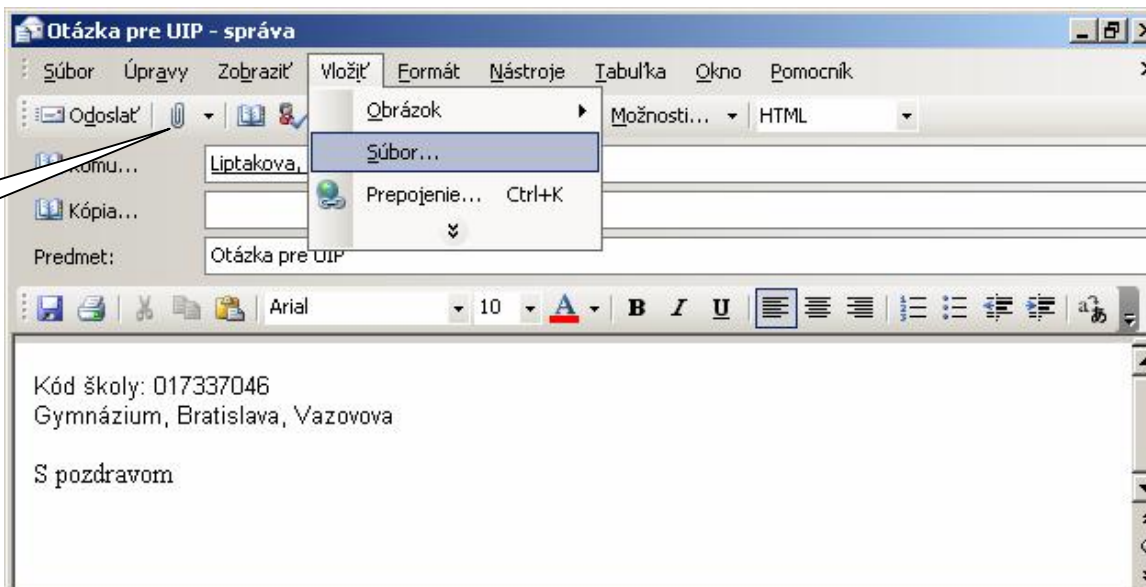 Otázka pre UIP - správa
Súbor Úpravy Zobraziť Vložiť Formát Nástroje Tabuľka Okno Pomocník
Odoslať Možnosti... HTML
Obrázok
Súbor...
Prepojenie... Ctrl+K
Komu... Liptakova,
Kópia...
Predmet: Otázka pre UIP
Arial 10 A B I U
Kód školy: 017337046
Gymnázium, Bratislava, Vazovova
S pozdravom